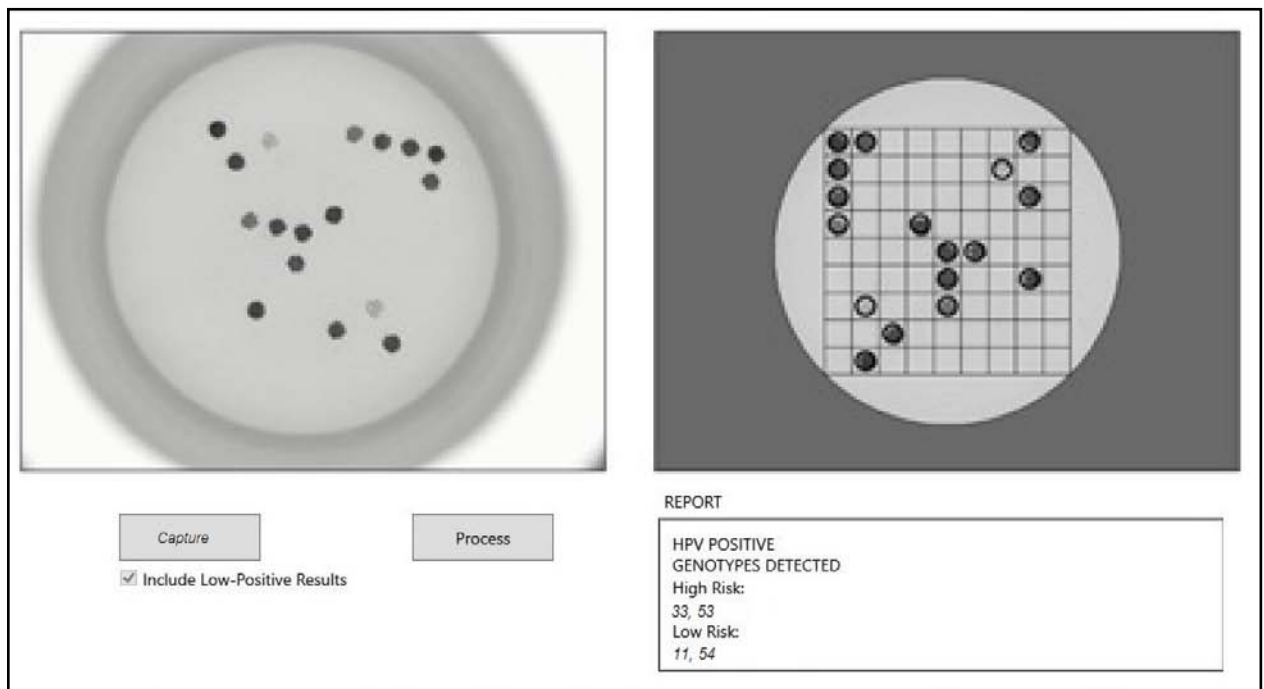 Capture
Process
Include Low-Positive Results
REPORT
HPV POSITIVE
GENOTYPES DETECTED
High Risk:
33, 53
Low Risk:
11, 54